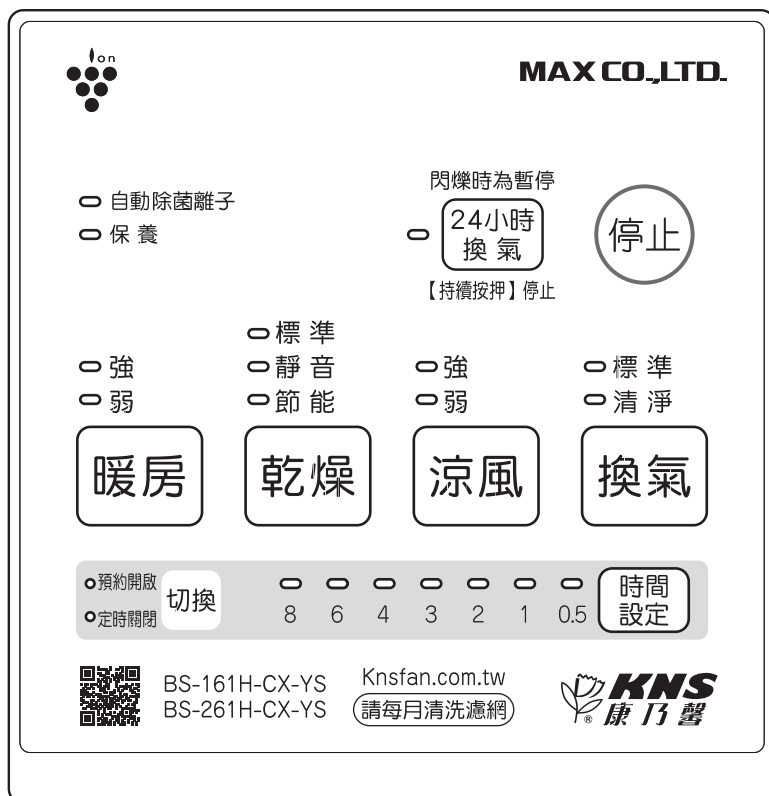 ion
MAX CO.,LTD.
自動除菌離子
保養
閃爍時為暫停
24小時
換氣
【持續按押】停止
停止
強
弱
暖房
標準
靜音
節能
乾燥
強
弱
涼風
標準
清淨
換氣
預約開啟
定時關閉
切換
8 6 4 3 2 1 0.5
時間
設定
BS-161H-CX-YS
BS-261H-CX-YS
Knsfan.com.tw
請每月清洗濾網
KNS
®康乃馨